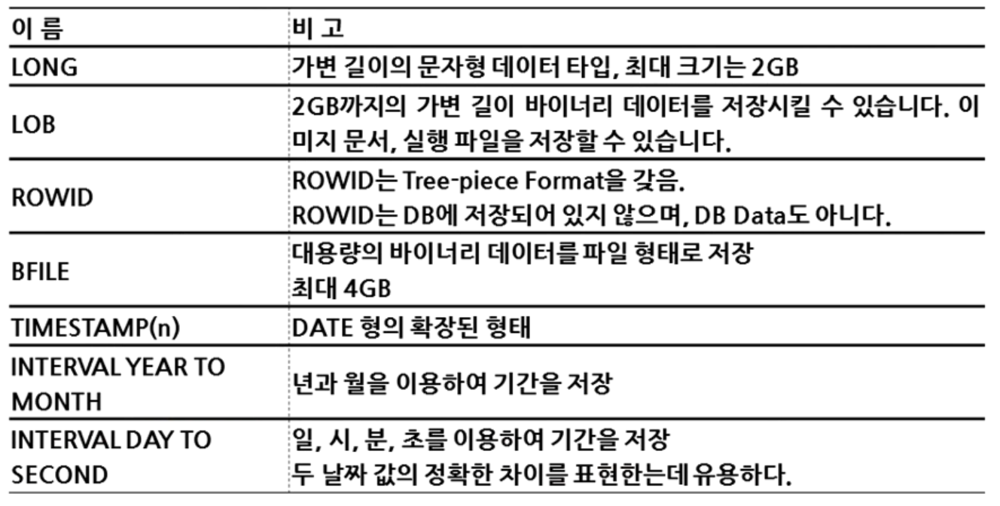 이 름 비 고
LONG 가변 길이의 문자형 데이터 타입, 최대 크기는 2GB
LOB 2GB까지의 가변 길이 바이너리 데이터를 저장시킬 수 있습니다. 이
미지 문서, 실행 파일을 저장할 수 있습니다.
ROWID ROWID는 Tree-piece Format을 갖음.
ROWID는 DB에 저장되어 있지 않으며, DB Data도 아니다.
BFILE 대용량의 바이너리 데이터를 파일 형태로 저장
최대 4GB
TIMESTAMP(n) DATE 형의 확장된 형태
INTERVAL YEAR TO
MONTH 년과 월을 이용하여 기간을 저장
INTERVAL DAY TO
SECOND 일, 시, 분, 초를 이용하여 기간을 저장
두 날짜 값의 정확한 차이를 표현한는데 유용하다.